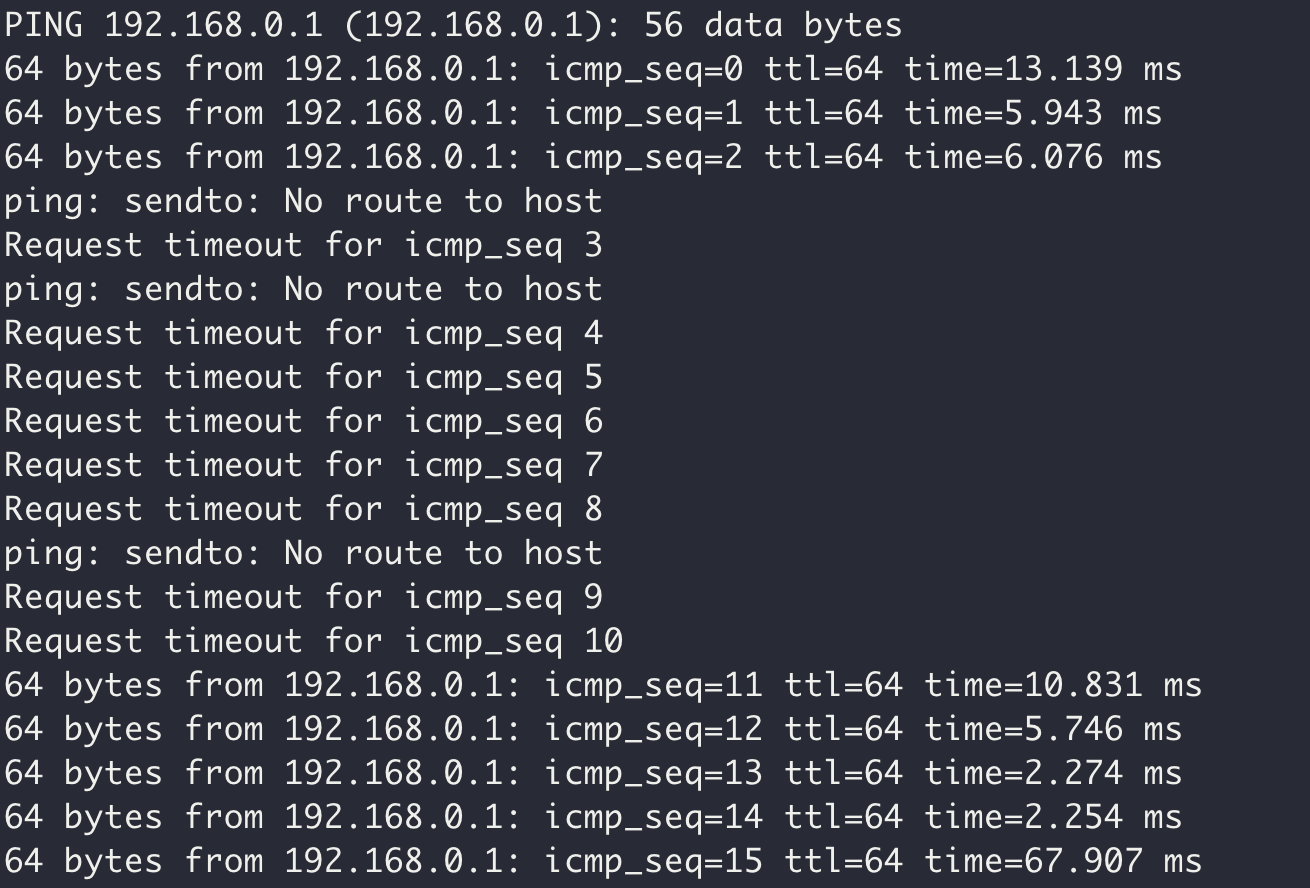 PING 192.168.0.1 (192.168.0.1): 56 data bytes
64 bytes from 192.168.0.1: icmp_seq=0 ttl=64 time=13.139 ms
64 bytes from 192.168.0.1: icmp_seq=1 ttl=64 time=5.943 ms
64 bytes from 192.168.0.1: icmp_seq=2 ttl=64 time=6.076 ms
ping: sendto: No route to host
Request timeout for icmp_seq 3
ping: sendto: No route to host
Request timeout for icmp_seq 4
Request timeout for icmp_seq 5
Request timeout for icmp_seq 6
Request timeout for icmp_seq 7
Request timeout for icmp_seq 8
ping: sendto: No route to host
Request timeout for icmp_seq 9
Request timeout for icmp_seq 10
64 bytes from 192.168.0.1: icmp_seq=11 ttl=64 time=10.831 ms
64 bytes from 192.168.0.1: icmp_seq=12 ttl=64 time=5.746 ms
64 bytes from 192.168.0.1: icmp_seq=13 ttl=64 time=2.274 ms
64 bytes from 192.168.0.1: icmp_seq=14 ttl=64 time=2.254 ms
64 bytes from 192.168.0.1: icmp_seq=15 ttl=64 time=67.907 ms